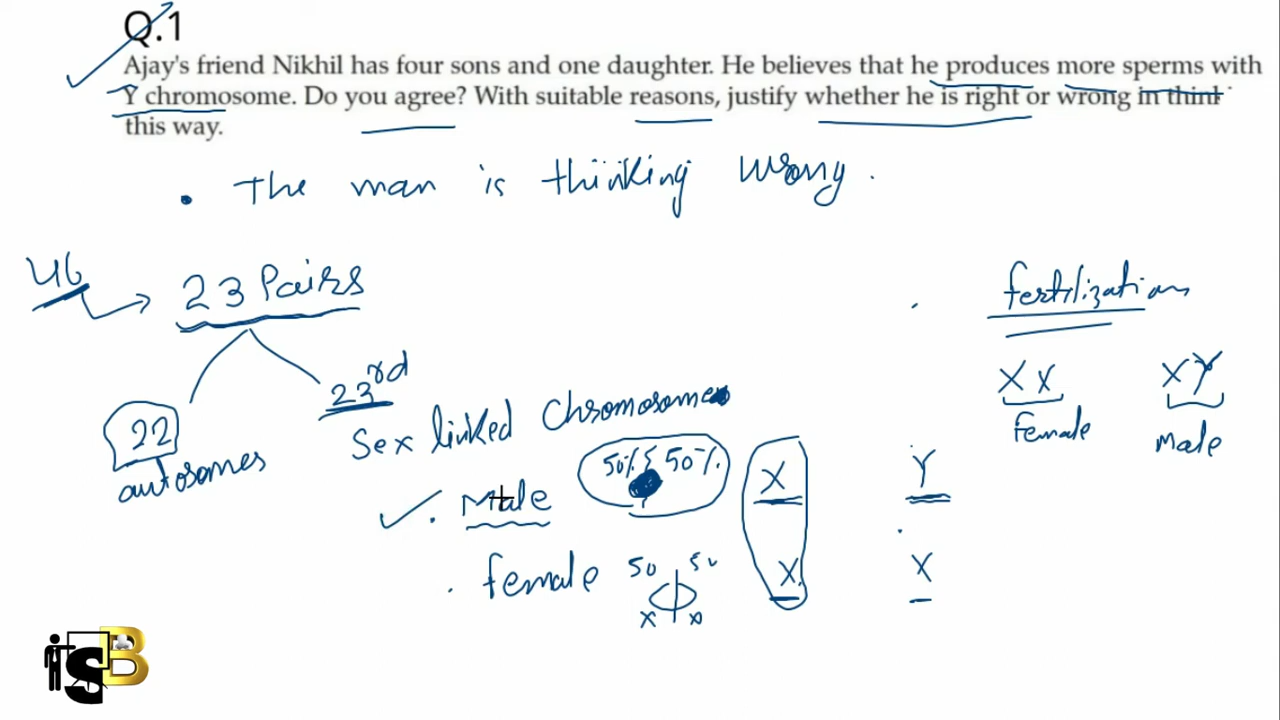 Q.1
Ajay's friend Nikhil has four sons and one daughter. He believes that he produces more sperms with
Y chromosome. Do you agree? With suitable reasons, justify whether he is right or wrong in think
this way.
• The man is thinking wrong.
46
23 Pairs
fertilization
22
autosomes
23rd
Sex linked Chromosome
XX
Female
XY
Male
Male
50% 50%
X
Y
female
50 50
X X
X
X
SB